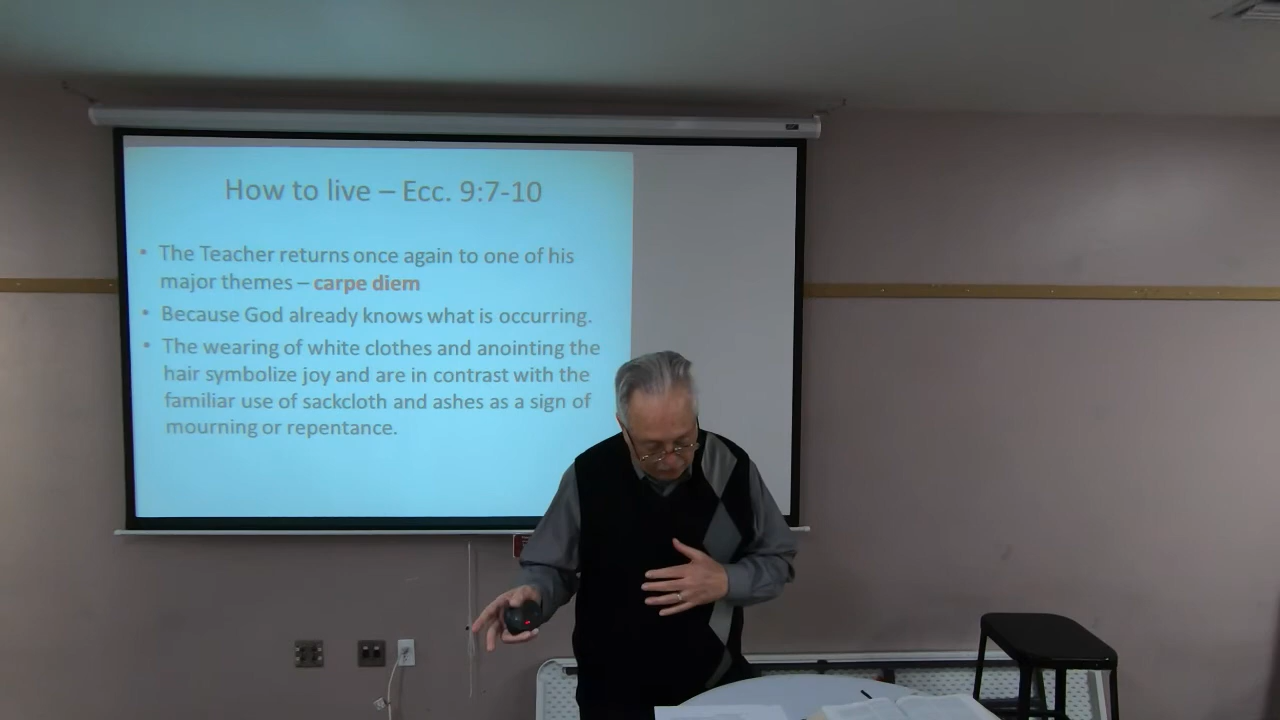 How to live – Ecc. 9:7-10
• The Teacher returns once again to one of his
major themes – carpe diem
• Because God already knows what is occurring.
• The wearing of white clothes and anointing the
hair symbolize joy and are in contrast with the
familiar use of sackcloth and ashes as a sign of
mourning or repentance.